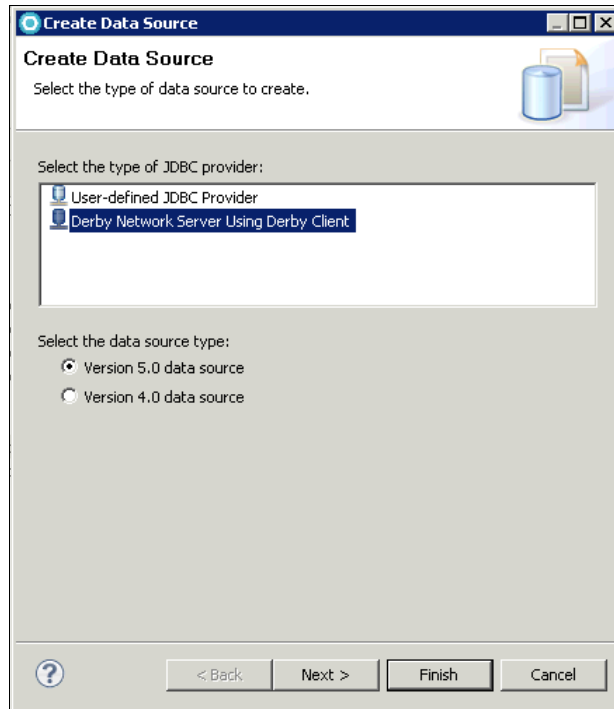 Create Data Source
Create Data Source
Select the type of data source to create.
Select the type of JDBC provider:
User-defined JDBC Provider
Derby Network Server Using Derby Client
Select the data source type:
Version 5.0 data source
Version 4.0 data source
?
< Back
Next >
Finish
Cancel